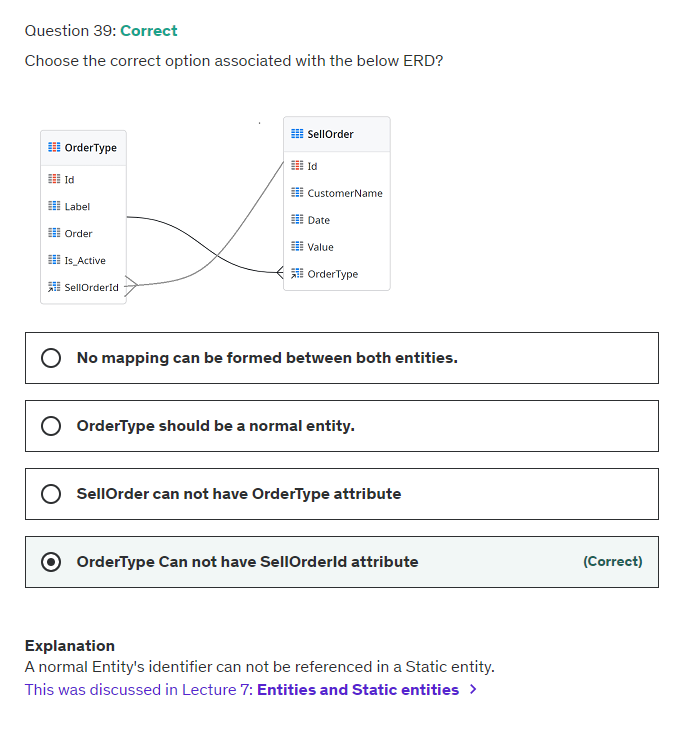 Question 39: Correct
Choose the correct option associated with the below ERD?
OrderType
Id
Label
Order
Is_Active
SellOrderId
SellOrder
Id
CustomerName
Date
Value
OrderType
No mapping can be formed between both entities.
OrderType should be a normal entity.
SellOrder can not have OrderType attribute
OrderType Can not have SellOrderId attribute (Correct)
Explanation
A normal Entity's identifier can not be referenced in a Static entity.
This was discussed in Lecture 7: Entities and Static entities